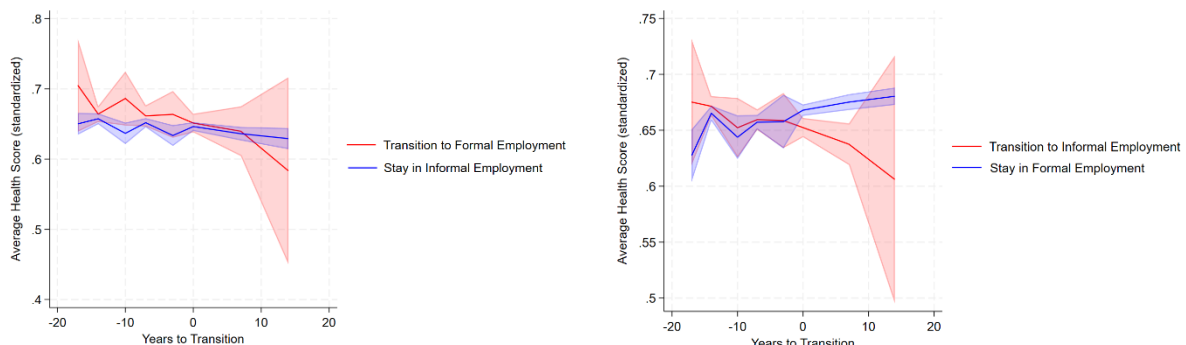 Average Health Score (standardized)
.8
.7
.6
.5
.4
-20
-10
0
10
20
Years to Transition
Transition to Formal Employment
Stay in Informal Employment
Average Health Score (standardized)
.75
.7
.65
.6
.55
.5
-20
-10
0
10
20
Years to Transition
Transition to Informal Employment
Stay in Formal Employment